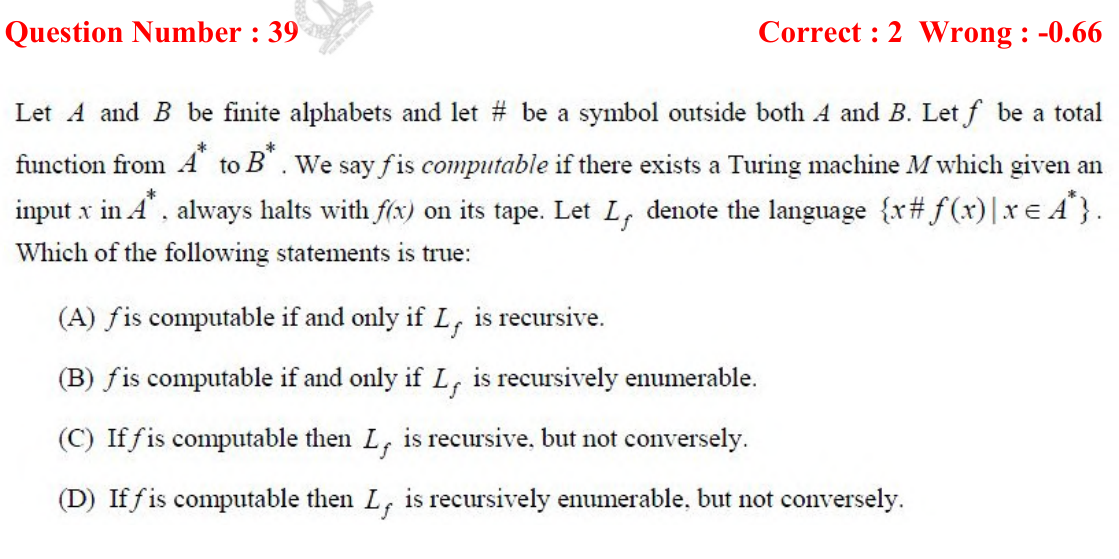 Question Number : 39 Correct : 2 Wrong : -0.66
Let A and B be finite alphabets and let # be a symbol outside both A and B. Let f be a total
function from A* to B*. We say f is computable if there exists a Turing machine M which given an
input x in A*, always halts with f(x) on its tape. Let L_f denote the language {x# f(x) | x ∈ A*}.
Which of the following statements is true:
(A) f is computable if and only if L_f is recursive.
(B) f is computable if and only if L_f is recursively enumerable.
(C) If f is computable then L_f is recursive, but not conversely.
(D) If f is computable then L_f is recursively enumerable, but not conversely.